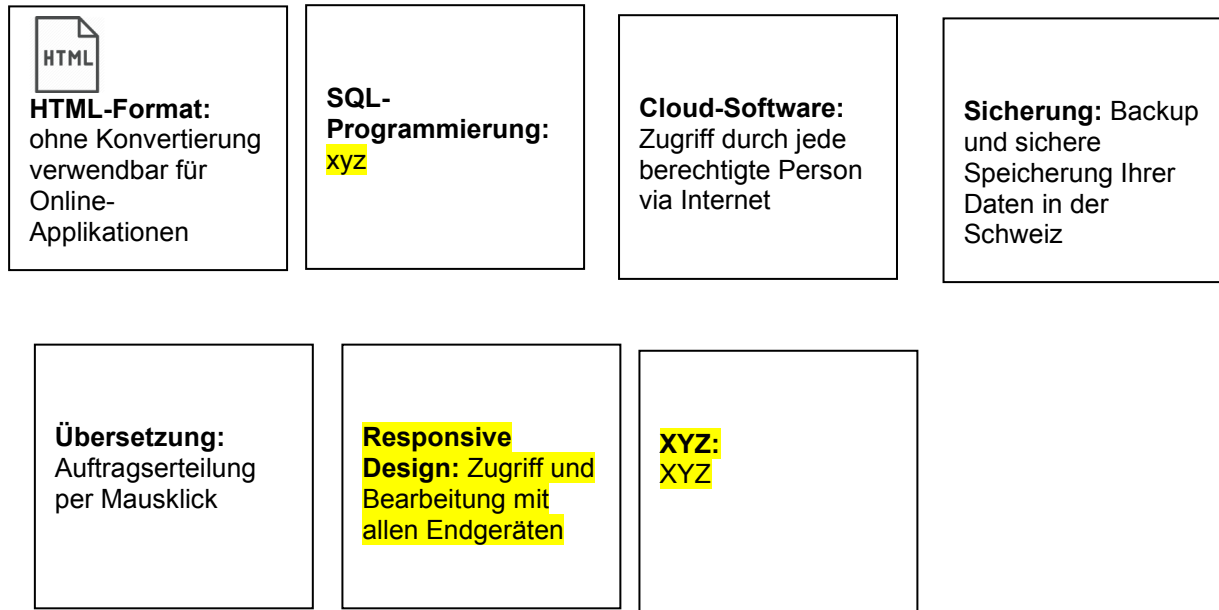 HTML
HTML-Format:
ohne Konvertierung
verwendbar für
Online-
Applikationen
SQL-
Programmierung:
xyz
Cloud-Software:
Zugriff durch jede
berechtigte Person
via Internet
Sicherung: Backup
und sichere
Speicherung Ihrer
Daten in der
Schweiz
Übersetzung:
Auftragserteilung
per Mausklick
Responsive
Design: Zugriff und
Bearbeitung mit
allen Endgeräten
XYZ:
XYZ